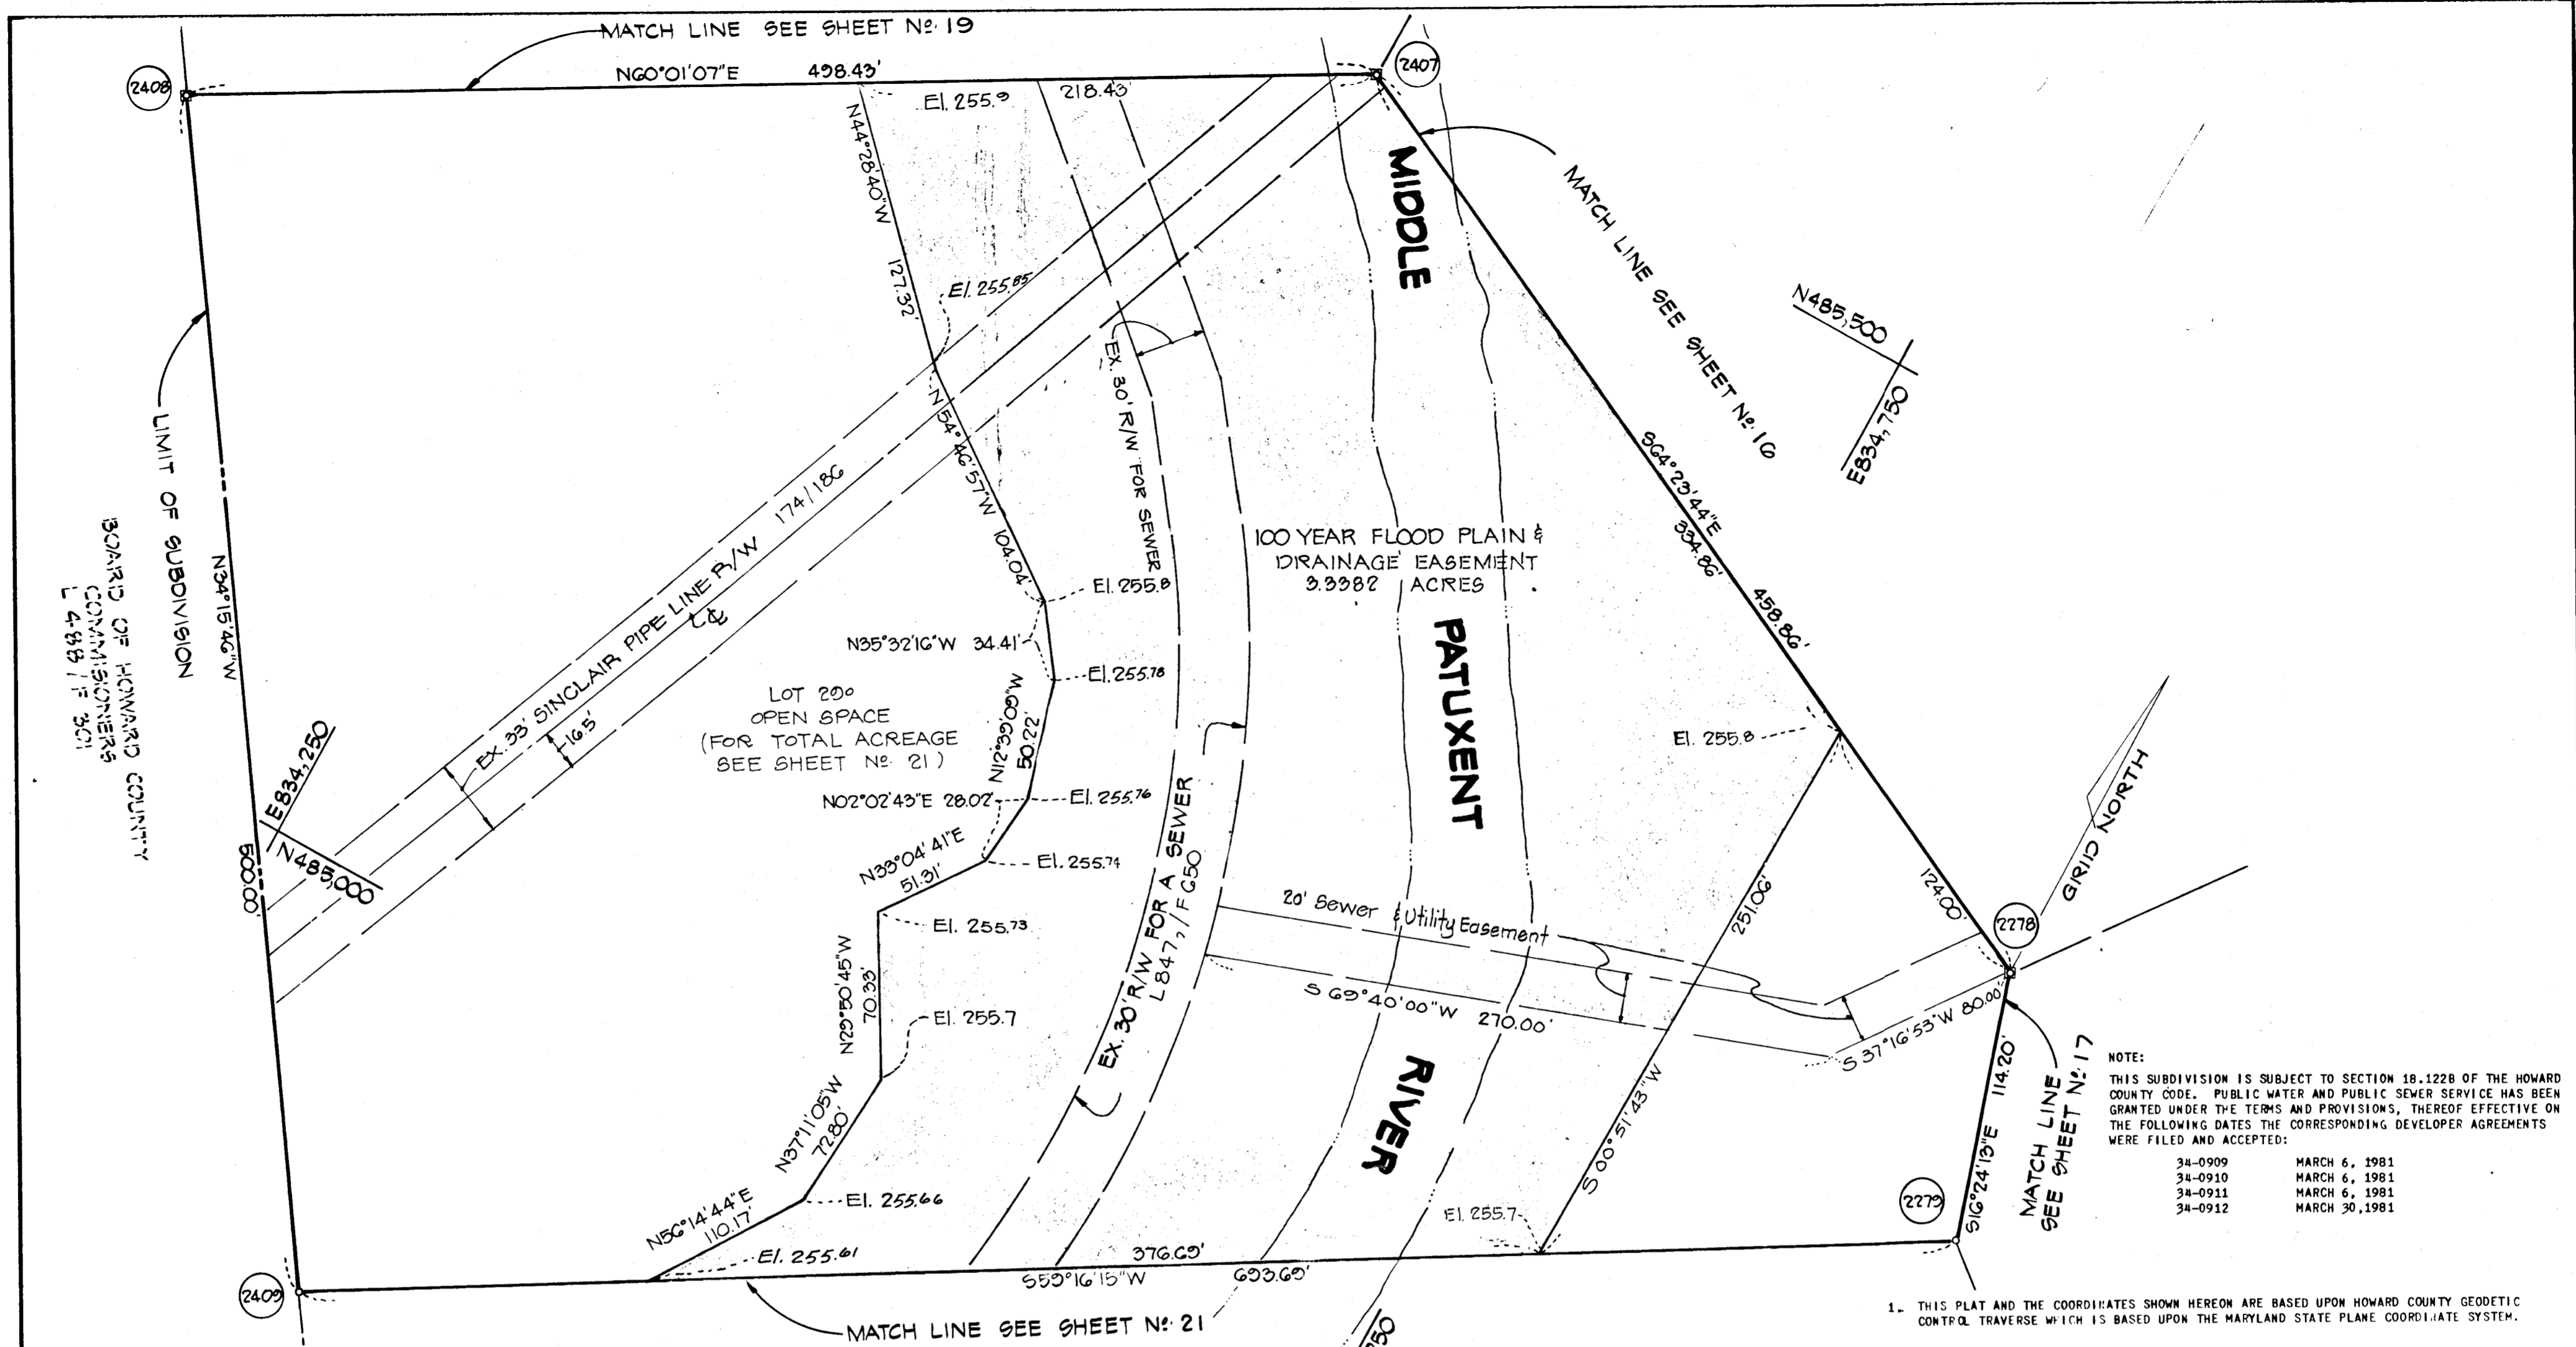 MATCH LINE SEE SHEET No. 19
2408
N60°01'07"E 498.43'
2407
El. 255.9
218.43'
N44°28'40"W 127.32'
El. 255.85
MIDDLE
MATCH LINE SEE SHEET No. 16
N485,500
E834,750
EX. 30' R/W FOR SEWER
N 54°46'57"W 104.04'
S64°23'44"E
334.86'
458.86'
LIMIT OF SUBDIVISION
N34°15'46"W
500.00'
BOARD OF HOWARD COUNTY
COMMISSIONERS
L 488 / F 301
EX. 33' SINCLAIR PIPE LINE R/W 174/186
16.5'
100 YEAR FLOOD PLAIN &
DRAINAGE EASEMENT
3.3382 ACRES
El. 255.8
N35°32'16"W 34.41'
El. 255.78
LOT 290
OPEN SPACE
(FOR TOTAL ACREAGE
SEE SHEET No. 21)
N12°39'09"W
50.22'
PATUXENT
El. 255.8
E834,250
N485,000
N02°02'43"E 28.02'
El. 255.76
N33°04'41"E
51.31'
El. 255.74
GRID NORTH
El. 255.73
EX. 30' R/W FOR A SEWER
L 847, / F 650
20' Sewer & Utility Easement
251.06'
124.00'
2278
N29°50'45"W
70.33'
El. 255.7
S 69°40'00"W 270.00'
S 37°16'53"W 80.00'
RIVER
S 00°51'43"W
N37°11'05"W
72.80'
El. 255.66
N56°14'44"E
110.17'
El. 255.61
El. 255.7
2279
S16°24'13"E 114.20'
MATCH LINE
SEE SHEET No. 17
376.69'
S59°16'15"W 693.69'
2409
MATCH LINE SEE SHEET No. 21
NOTE:
THIS SUBDIVISION IS SUBJECT TO SECTION 18.122B OF THE HOWARD
COUNTY CODE. PUBLIC WATER AND PUBLIC SEWER SERVICE HAS BEEN
GRANTED UNDER THE TERMS AND PROVISIONS, THEREOF EFFECTIVE ON
THE FOLLOWING DATES THE CORRESPONDING DEVELOPER AGREEMENTS
WERE FILED AND ACCEPTED:
34-0909 MARCH 6, 1981
34-0910 MARCH 6, 1981
34-0911 MARCH 6, 1981
34-0912 MARCH 30,1981
1. THIS PLAT AND THE COORDINATES SHOWN HEREON ARE BASED UPON HOWARD COUNTY GEODETIC
CONTROL TRAVERSE WHICH IS BASED UPON THE MARYLAND STATE PLANE COORDINATE SYSTEM.